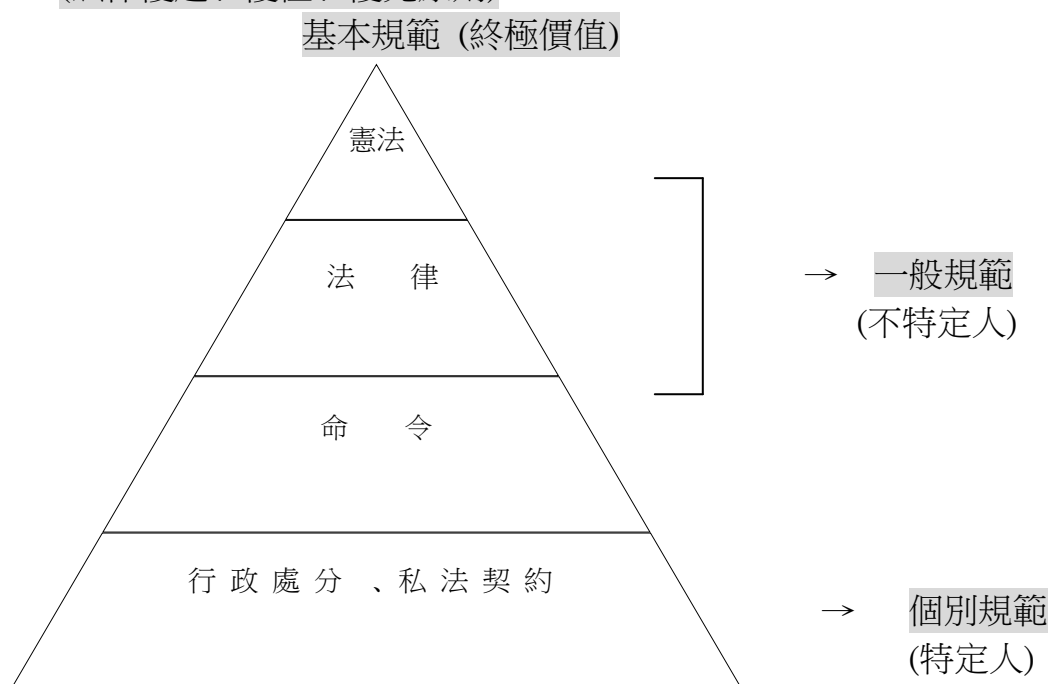 基本規範 (終極價值)
憲法
法 律
→ 一般規範
(不特定人)
命 令
行 政 處 分 、私 法 契 約
→ 個別規範
(特定人)